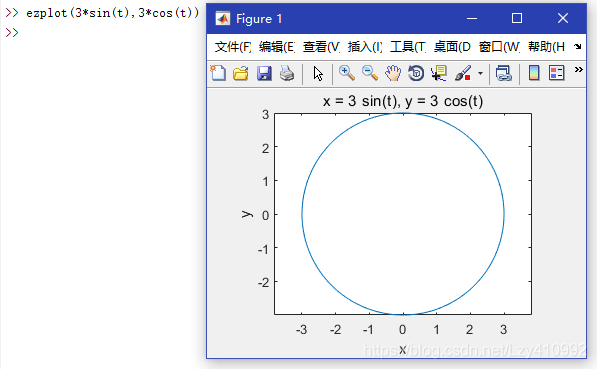 >> ezplot(3*sin(t),3*cos(t))
>>
Figure 1
文件(F) 编辑(E 查看(V 插入(I) 工具(T 桌面(D 窗口(W 帮助(H
x = 3 sin(t), y = 3 cos(t)
3
2
1
0
-1
-2
y
-3 -2 -1 0 1 2 3
x
https://blog.csdn.net/Lzy410992